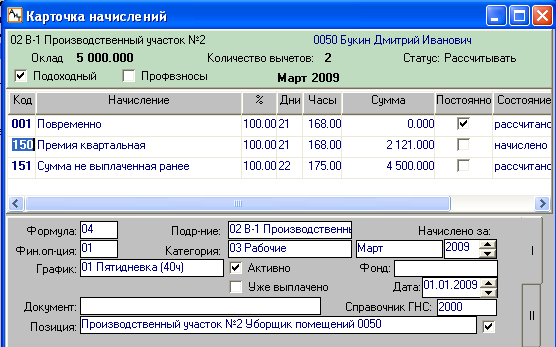 Карточка начислений
02 В-1 Производственный участок №2 0050 Букин Дмитрий Иванович
Оклад 5 000.000 Количество вычетов: 2 Статус: Рассчитывать
Подоходный Профвзносы Март 2009
Код Начисление % Дни Часы Сумма Постоянно Состояние
001 Повременно 100.00 21 168.00 0.000 рассчитано
150 Премия квартальная 100.00 21 168.00 2 121.000 начислено
151 Сумма не выплаченная ранее 100.00 22 175.00 4 500.000 рассчитано
Формула: 04 Подр-ние: 02 В-1 Производственны Начислено за:
Фин.оп-ция: 01 Категория: 03 Рабочие Март 2009
График: 01 Пятидневка (40ч) Активно Фонд:
Уже выплачено Дата: 01.01.2009
Документ: Справочник ГНС: 2000
Позиция: Производственный участок №2 Уборщик помещений 0050
I
II